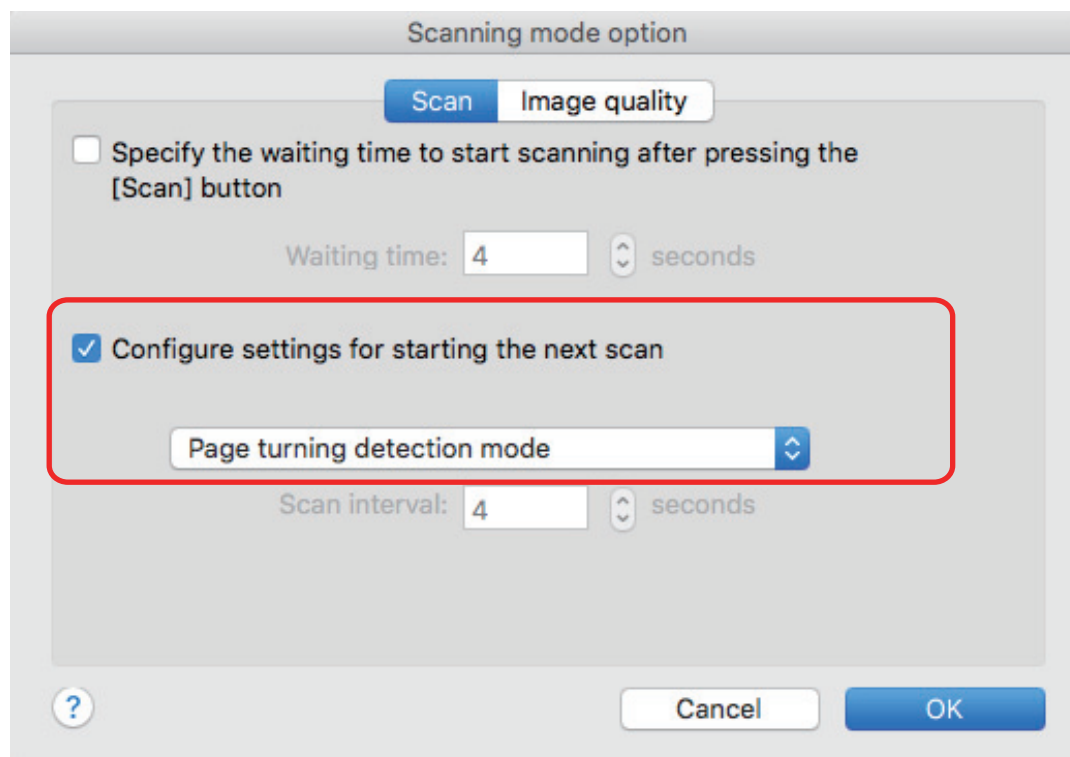 Scanning mode option
Scan Image quality
Specify the waiting time to start scanning after pressing the
[Scan] button
Waiting time: 4 seconds
Configure settings for starting the next scan
Page turning detection mode
Scan interval: 4 seconds
? Cancel OK